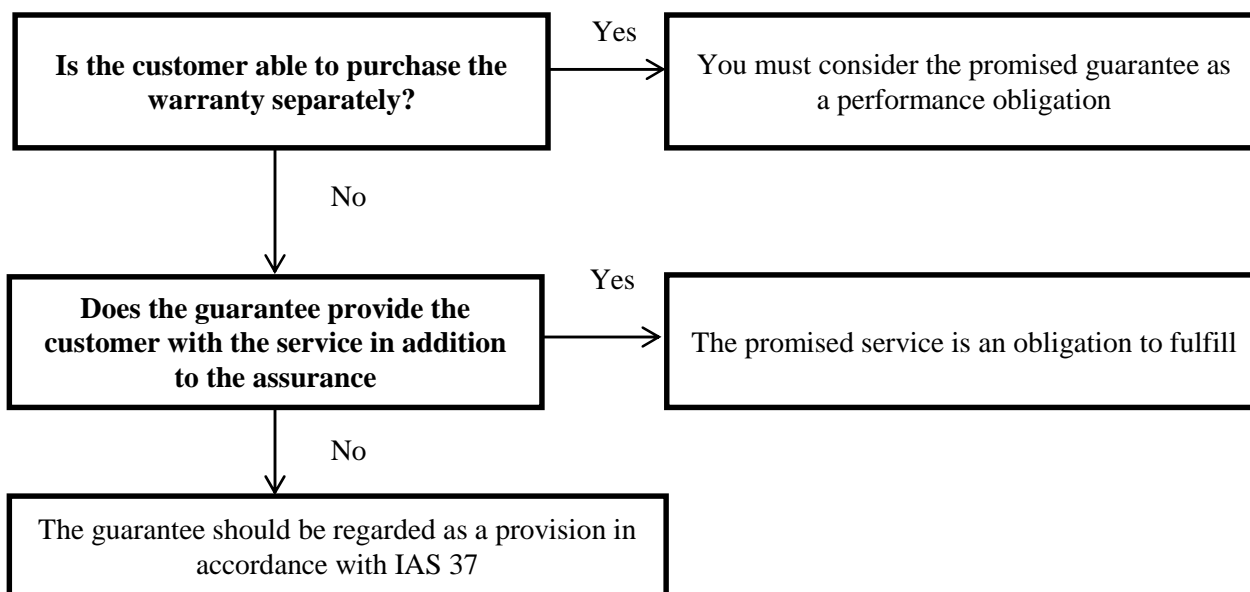 Yes
Is the customer able to purchase the
warranty separately?
You must consider the promised guarantee as
a performance obligation
No
Yes
Does the guarantee provide the
customer with the service in addition
to the assurance
The promised service is an obligation to fulfill
No
The guarantee should be regarded as a provision in
accordance with IAS 37